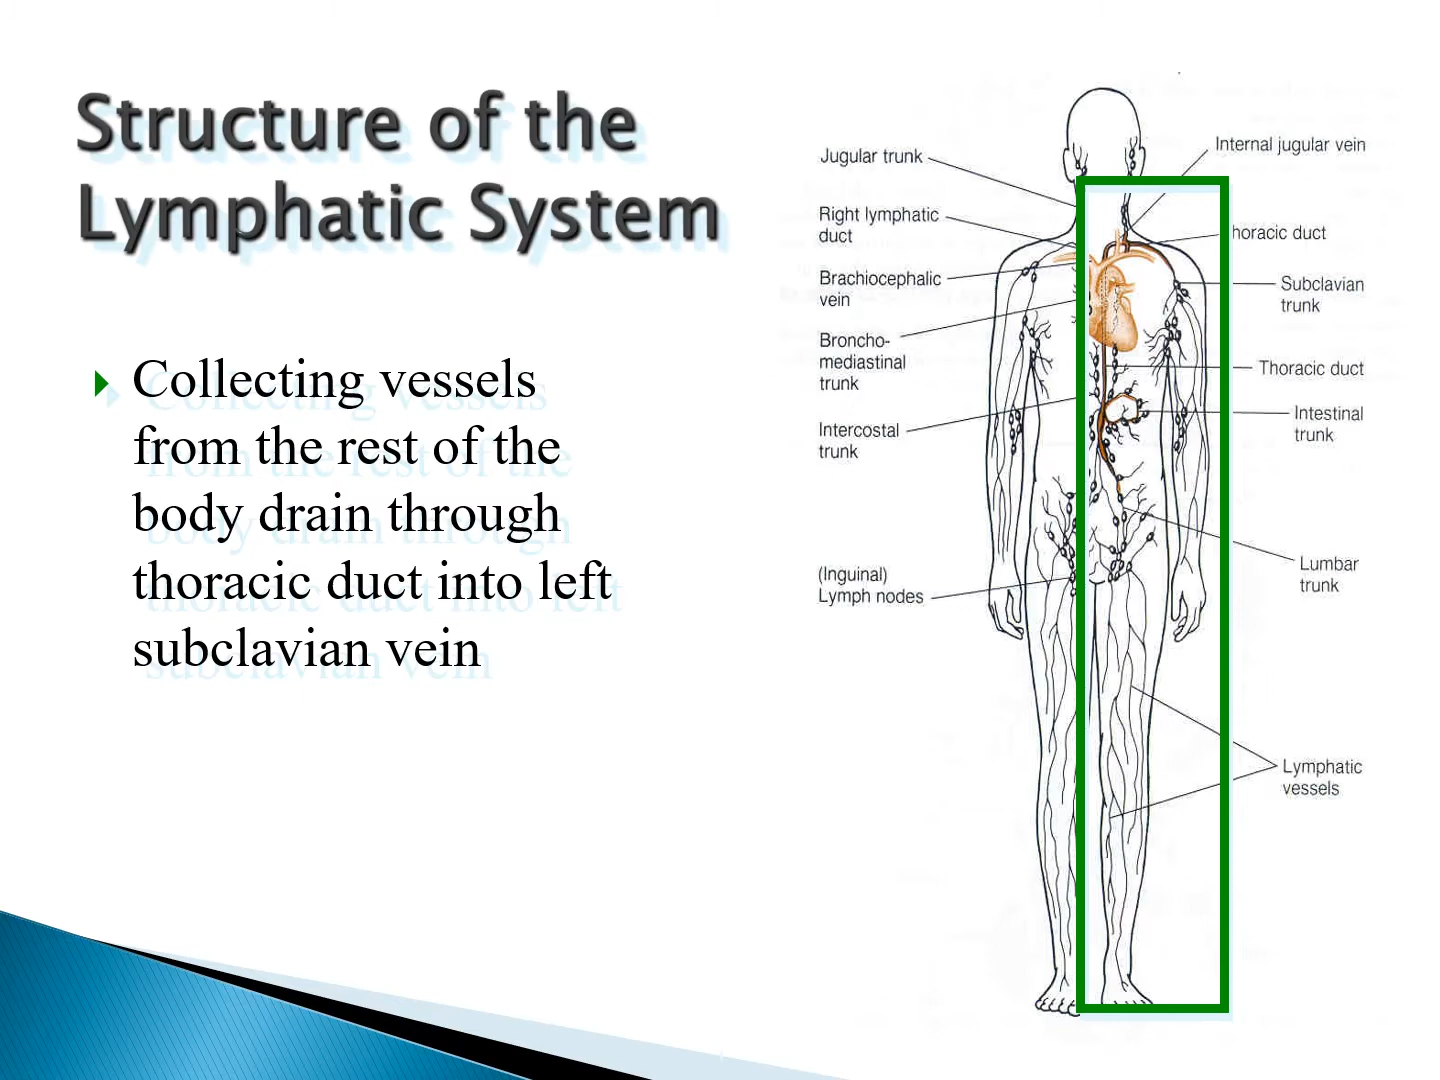 Structure of the
Lymphatic System
Collecting vessels
from the rest of the
body drain through
thoracic duct into left
subclavian vein
Jugular trunk
Right lymphatic
duct
Brachiocephalic
vein
Broncho-
mediastinal
trunk
Intercostal
trunk
(Inguinal)
Lymph nodes
Internal jugular vein
horacic duct
Subclavian
trunk
Thoracic duct
Intestinal
trunk
Lumbar
trunk
Lymphatic
vessels